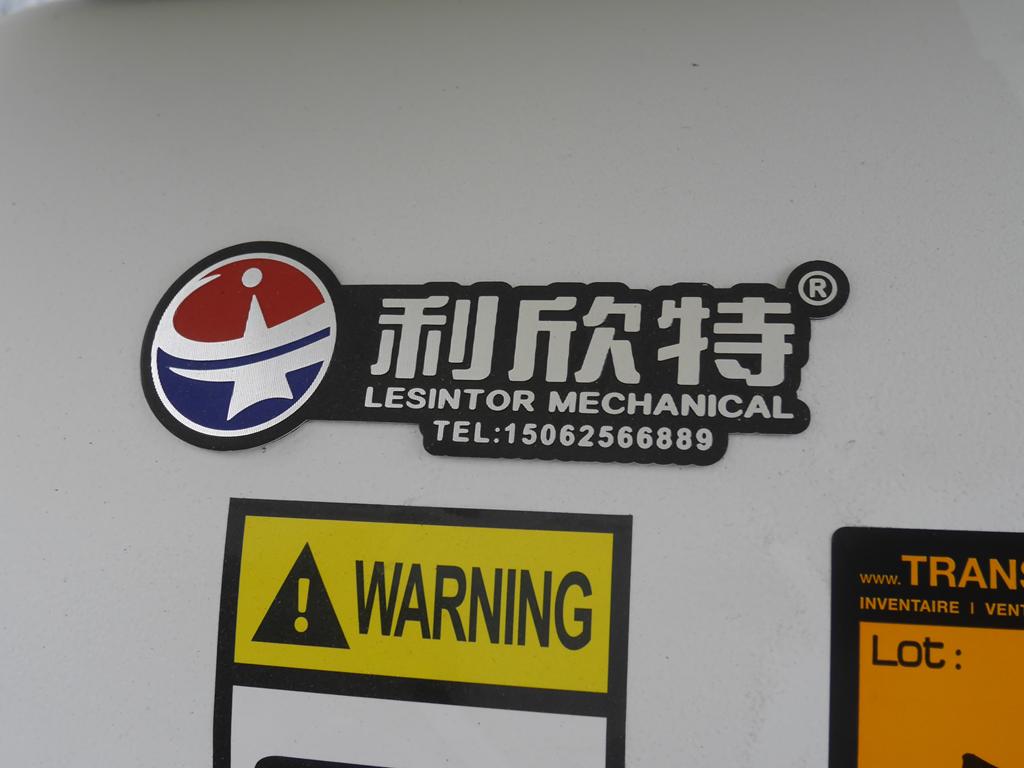 利欣特®
LESINTOR MECHANICAL
TEL:15062566889
WARNING
www.TRANS
INVENTAIRE | VENT
Lot: